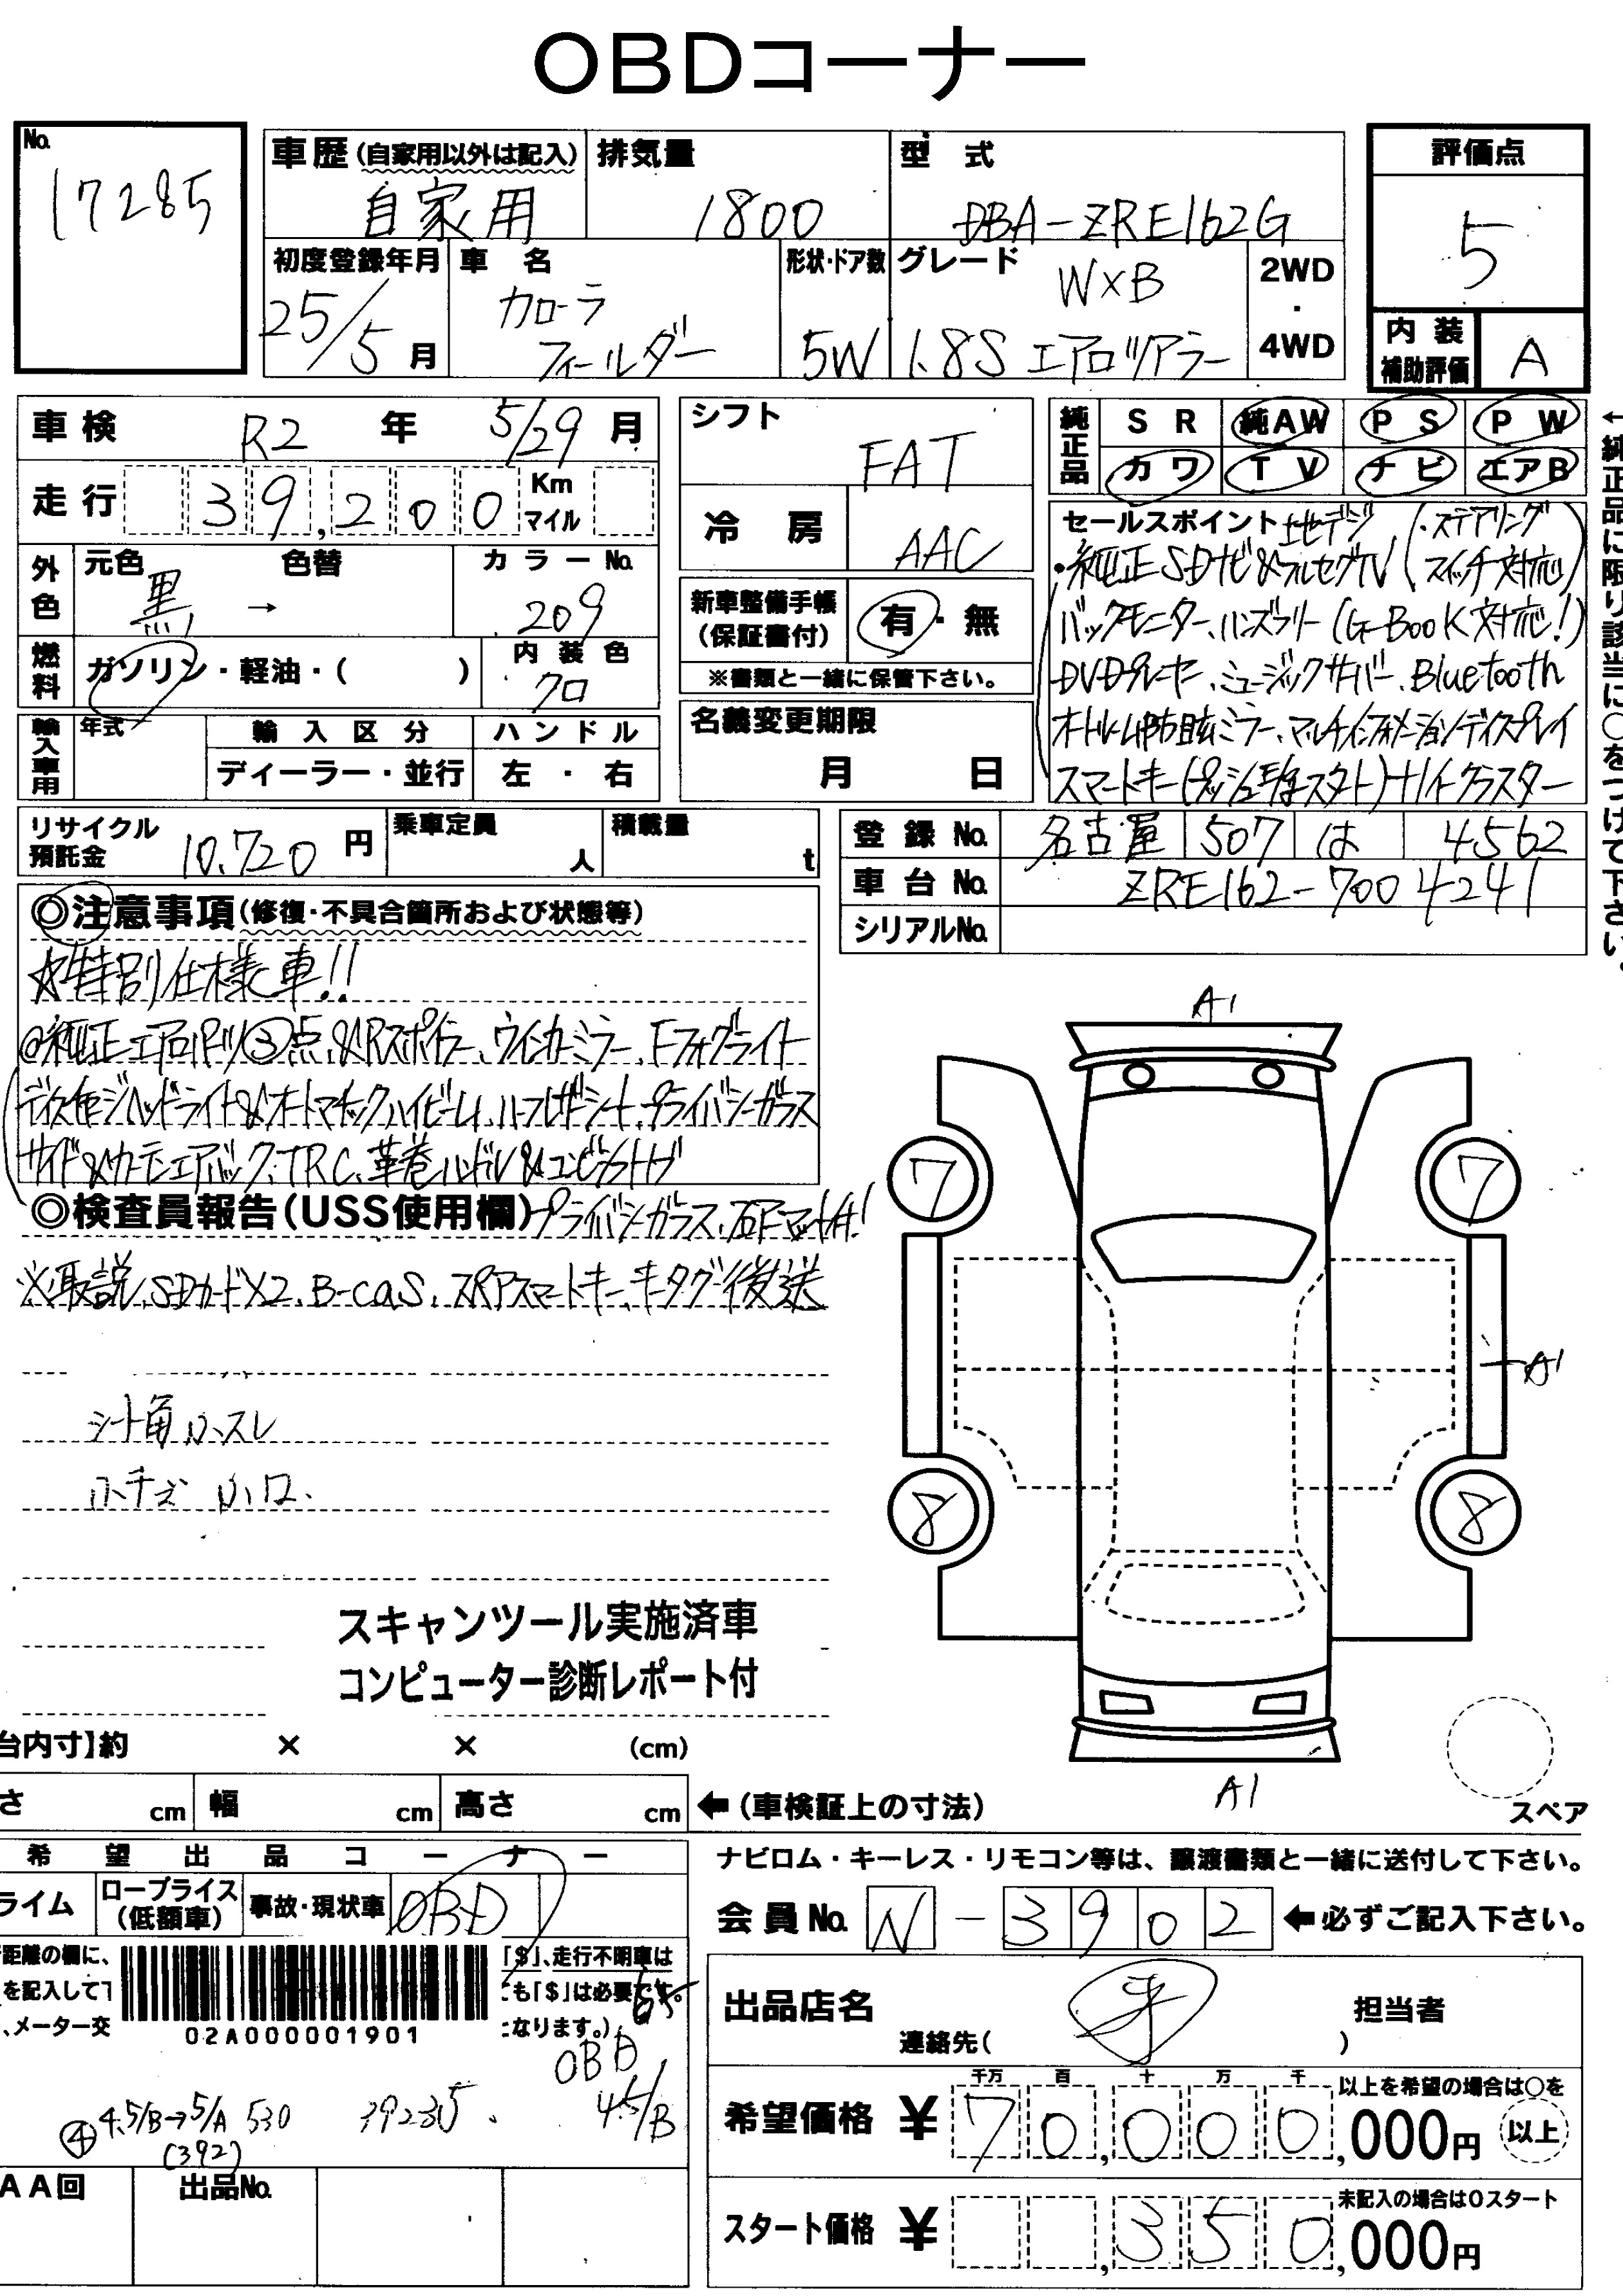 OBDコーナー
No.
17285
車歴(自家用以外は記入)
自家用
排気量
1800
型 式
DBA-ZRE162G
評価点
5
初度登録年月
25/5月
車 名
カローラ
フィールダー
形状・ドア数
5W
グレード
W×B
1.8S エアロツアラー
2WD
・
4WD
内装
補助評価
A
車検 R2 年 5/29 月
走行 39,200 Km マイル
外色
元色
黒
→
色替
カラーNo.
209
燃料
ガソリン・軽油・( )
内装色
クロ
輸入車用
年式
輸入区分
ディーラー・並行
ハンドル
左・右
シフト
FAT
冷房
AAC
新車整備手帳
(保証書付)
有・無
※書類と一緒に保管下さい。
名義変更期限
月 日
純正品
SR 純AW PS PW
カワ TV ナビ エアB
←純正品に限り該当に○をつけて下さい。
セールスポイント 地デジ (・ステアリング
・純正SDナビ&フルセグTV スイッチ対応)
バックモニター、ハンズフリー(G-BOOK対応!)
DVDプレーヤー、ミュージックサーバー、Bluetooth
オートルーム防眩ミラー、マルチインフォメーションディスプレイ
スマートキー(プッシュ式スタート)ナノイー
リサイクル
預託金
10,720円
乗車定員
人
積載量
t
登録No. 名古屋 507 は 4562
車台No. ZRE162-7004241
シリアルNo.
◎注意事項(修復・不具合箇所および状態等)
☆特別仕様車!!
◎純正エアロパーツ③点&Rスポイラー、ウインカーミラー、Fフォグライト
ディスチャージヘッドライト&オートマチックハイビーム、ハーフレザーシート、プライバシーガラス
サイド&カーテンエアバッグ、TRC、革巻ハンドル&コンビシフトノブ
◎検査員報告(USS使用欄) プライバシーガラス、
※取説、SDカード×2、B-CAS、スペアスマートキー、キータグ後送
シート角小スレ
小キズ 小ロ.
スキャンツール実施済車
コンピューター診断レポート付
A1
7
7
A1
8
8
A1
スペア
台内寸】約 × × (cm)
さ cm 幅 cm 高さ cm ←(車検証上の寸法)
希望出品コーナー
ライム
ロープライス
(低額車)
事故・現状車
OBD
距離の欄に、
「$」、走行不明車は
を記入して下
こも「$」は必要です。
、メーター交
になります。)
02A000001901
65
OBD
4.5/B
④ 4.5/B→5/A 530 39235.
(392)
AA回
出品No.
ナビロム・キーレス・リモコン等は、譲渡書類と一緒に送付して下さい。
会員No. N-3902 ←必ずご記入下さい。
出品店名
連絡先( )
担当者
希望価格 ¥ 千万 百 十 万 千
70,000,000円
以上を希望の場合は○を
以上
スタート価格 ¥ ,350,000円
未記入の場合は0スタート